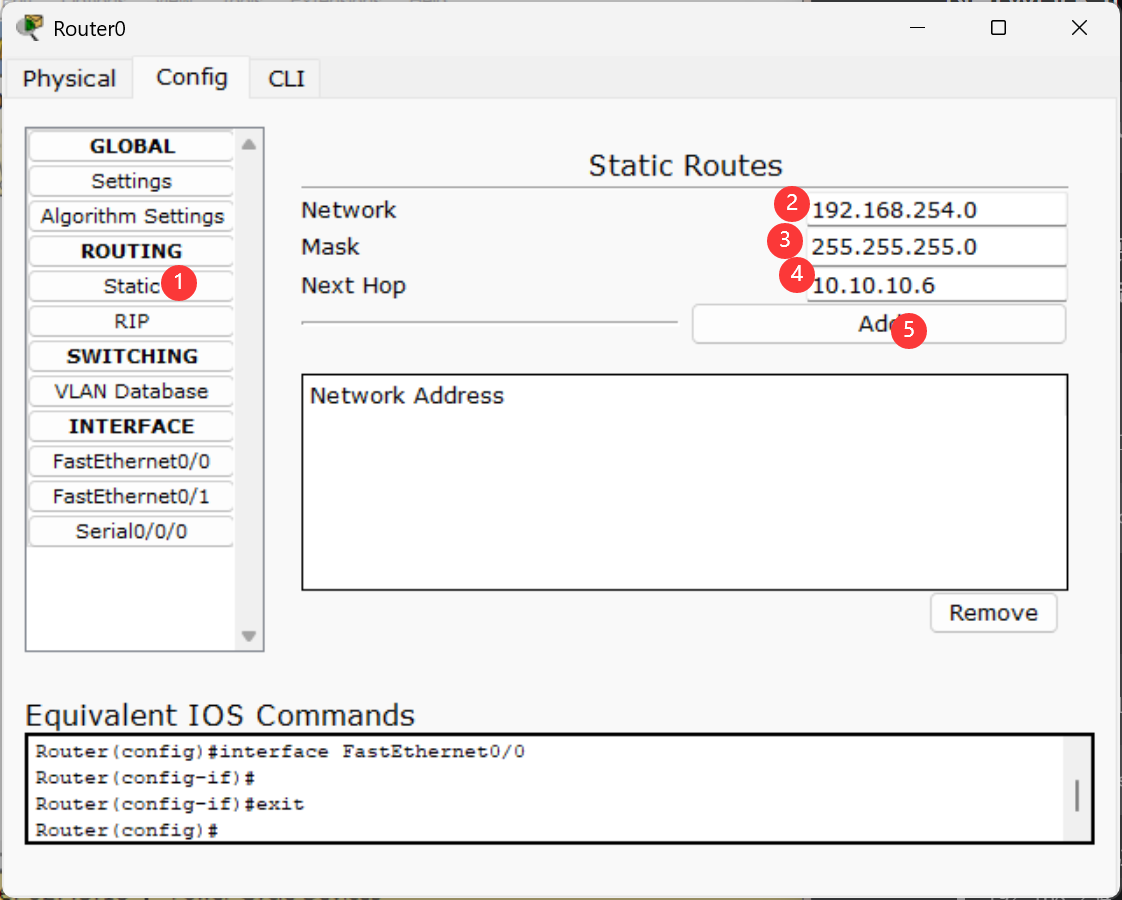 Router0
Physical Config CLI
GLOBAL
Settings
Algorithm Settings
ROUTING
Static 1
RIP
SWITCHING
VLAN Database
INTERFACE
FastEthernet0/0
FastEthernet0/1
Serial0/0/0
Static Routes
Network 2 192.168.254.0
Mask 3 255.255.255.0
Next Hop 4 10.10.10.6
Add 5
Network Address
Remove
Equivalent IOS Commands
Router(config)#interface FastEthernet0/0
Router(config-if)#
Router(config-if)#exit
Router(config)#